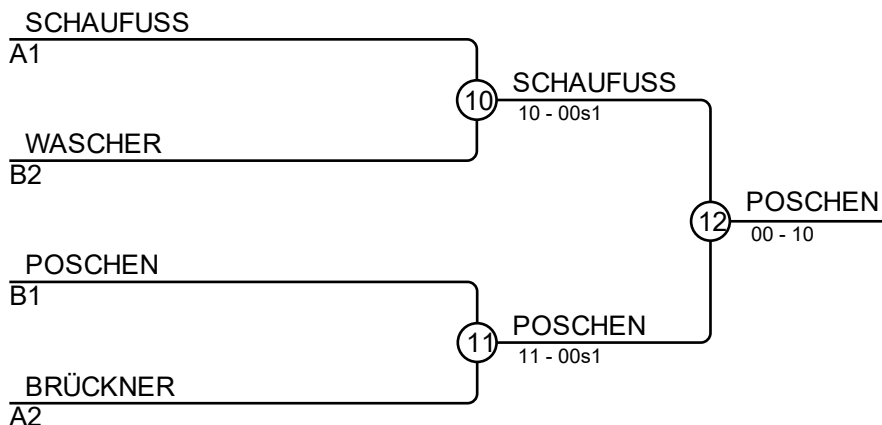 SCHAUFUSS
A1
10
SCHAUFUSS
10 - 00s1
WASCHER
B2
12
POSCHEN
00 - 10
POSCHEN
B1
11
POSCHEN
11 - 00s1
BRÜCKNER
A2